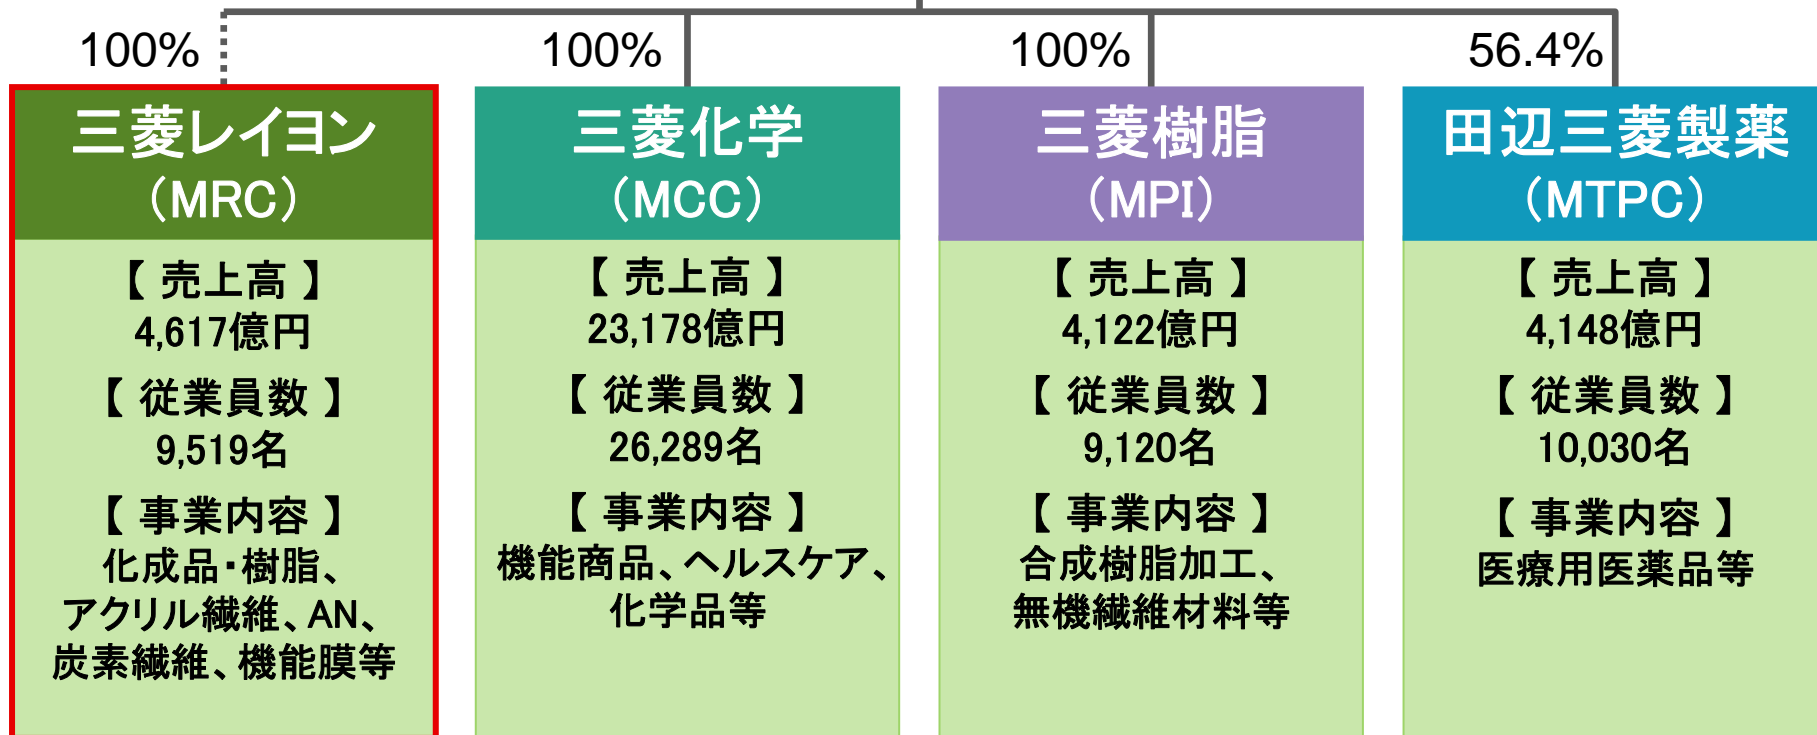 100%
100%
100%
56.4%
三菱レイヨン
（MRC）
【 売上高 】
4,617億円
【 従業員数 】
9,519名
【 事業内容 】
化成品・樹脂、
アクリル繊維、AN、
炭素繊維、機能膜等
三菱化学
（MCC）
【 売上高 】
23,178億円
【 従業員数 】
26,289名
【 事業内容 】
機能商品、ヘルスケア、
化学品等
三菱樹脂
（MPI）
【 売上高 】
4,122億円
【 従業員数 】
9,120名
【 事業内容 】
合成樹脂加工、
無機繊維材料等
田辺三菱製薬
（MTPC）
【 売上高 】
4,148億円
【 従業員数 】
10,030名
【 事業内容 】
医療用医薬品等